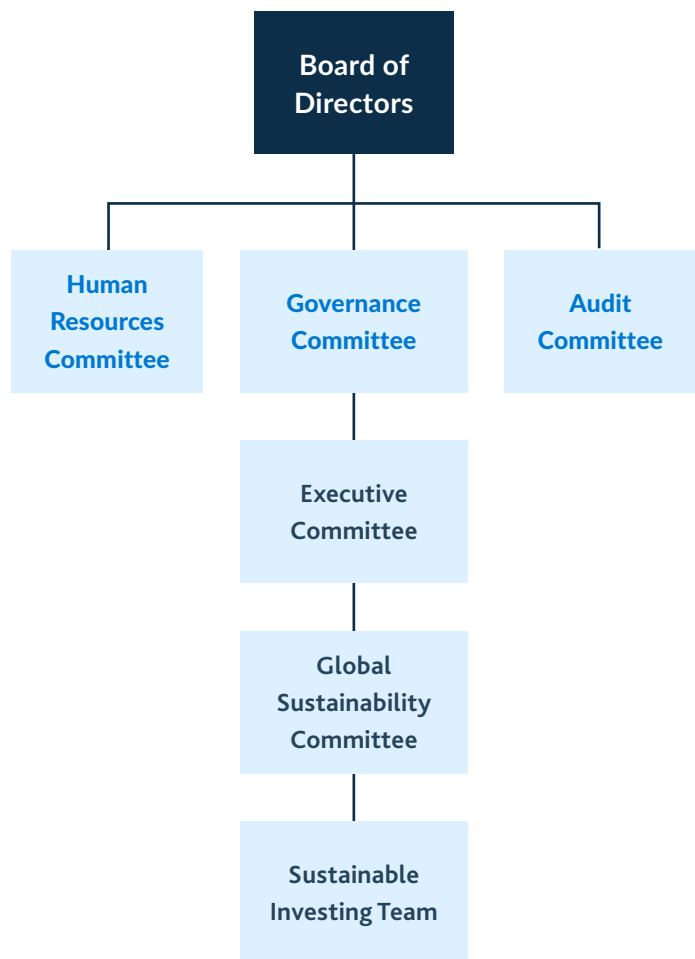 Board of
Directors
Human
Resources
Committee
Governance
Committee
Audit
Committee
Executive
Committee
Global
Sustainability
Committee
Sustainable
Investing Team